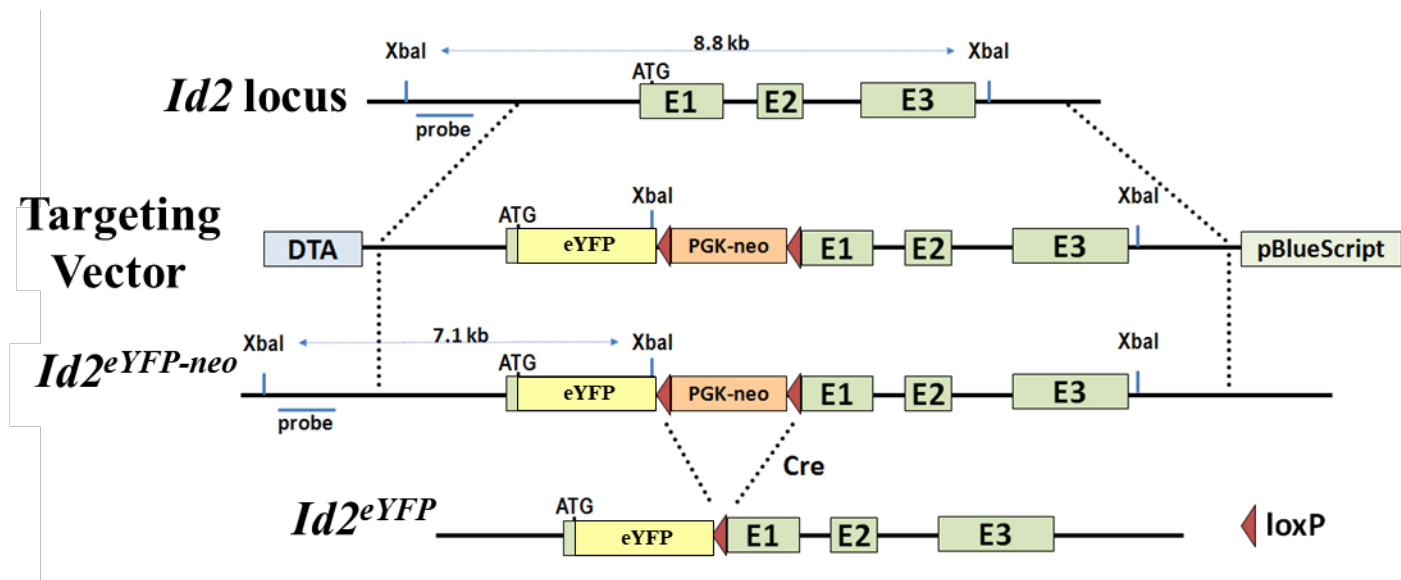 8.8 kb
XbaI XbaI
ATG
Id2 locus E1 E2 E3
probe
XbaI XbaI
Targeting
Vector
ATG
DTA eYFP PGK-neo E1 E2 E3 pBlueScript
7.1 kb
XbaI XbaI XbaI
Id2eYFP-neo
ATG
eYFP PGK-neo E1 E2 E3
probe
Cre
ATG
Id2eYFP
eYFP E1 E2 E3 loxP